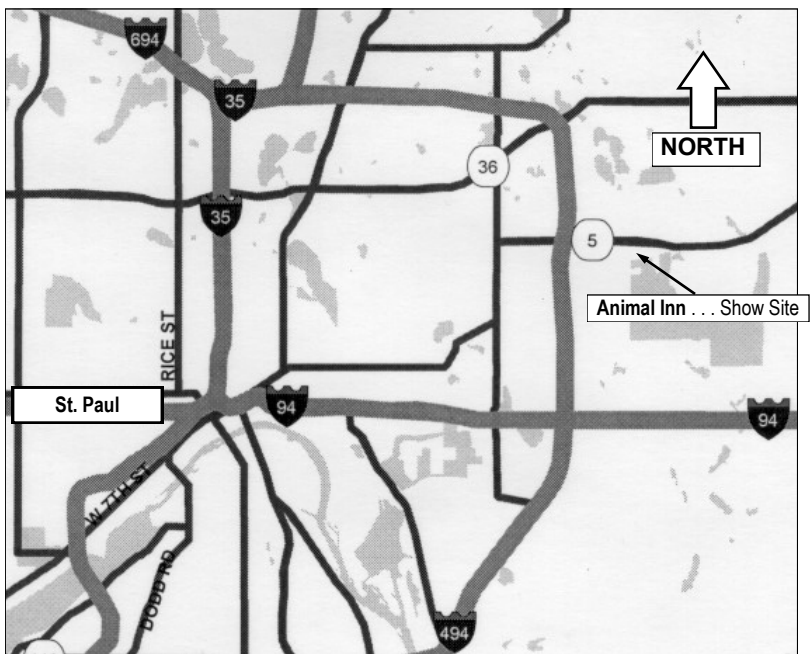 694
35
NORTH
36
35
5
Animal Inn . . . Show Site
RICE ST
St. Paul
94
94
W 7TH ST
DODD RD
494